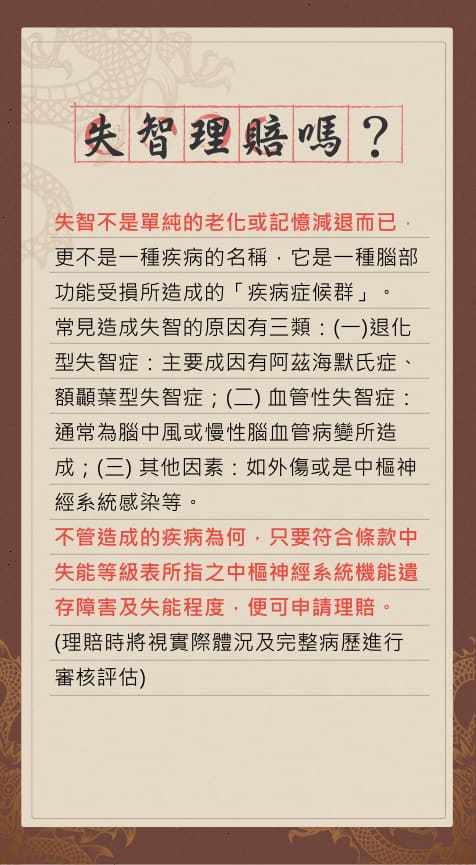 失智理賠嗎？
失智不是單純的老化或記憶減退而已，
更不是一種疾病的名稱，它是一種腦部
功能受損所造成的「疾病症候群」。
常見造成失智的原因有三類：(一)退化
型失智症：主要成因有阿茲海默氏症、
額顳葉型失智症；(二) 血管性失智症：
通常為腦中風或慢性腦血管病變所造
成；(三) 其他因素：如外傷或是中樞神
經系統感染等。
不管造成的疾病為何，只要符合條款中
失能等級表所指之中樞神經系統機能遺
存障害及失能程度，便可申請理賠。
(理賠時將視實際體況及完整病歷進行
審核評估)